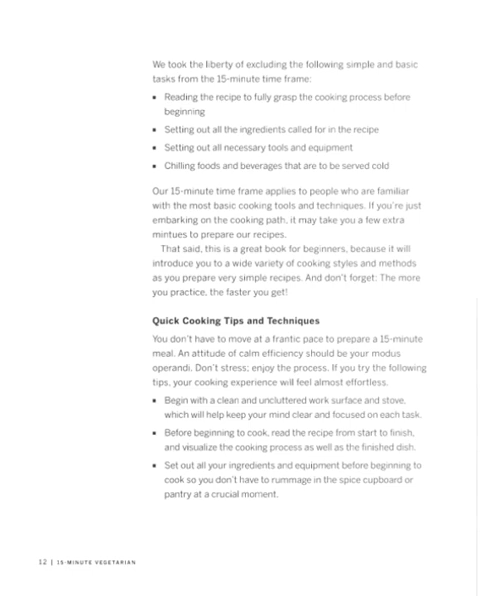 We took the liberty of excluding the following simple and basic
tasks from the 15-minute time frame:
▪ Reading the recipe to fully grasp the cooking process before
beginning
▪ Setting out all the ingredients called for in the recipe
▪ Setting out all necessary tools and equipment
▪ Chilling foods and beverages that are to be served cold
Our 15-minute time frame applies to people who are familiar
with the most basic cooking tools and techniques. If you're just
embarking on the cooking path, it may take you a few extra
mintues to prepare our recipes.
That said, this is a great book for beginners, because it will
introduce you to a wide variety of cooking styles and methods
as you prepare very simple recipes. And don't forget: The more
you practice, the faster you get!
Quick Cooking Tips and Techniques
You don't have to move at a frantic pace to prepare a 15-minute
meal. An attitude of calm efficiency should be your modus
operandi. Don't stress; enjoy the process. If you try the following
tips, your cooking experience will feel almost effortless.
▪ Begin with a clean and uncluttered work surface and stove,
which will help keep your mind clear and focused on each task.
▪ Before beginning to cook, read the recipe from start to finish,
and visualize the cooking process as well as the finished dish.
▪ Set out all your ingredients and equipment before beginning to
cook so you don't have to rummage in the spice cupboard or
pantry at a crucial moment.
12 | 15-MINUTE VEGETARIAN